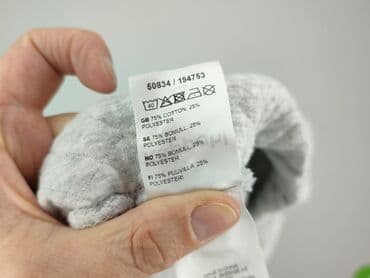 50834 / 194753
40
GB 75% COTTON, 25%
POLYESTER
SE 75% BOMULL, 25%
POLYESTER
NO 75% BOMULL, 25%
POLYESTER
FI 75% PUUVILLA, 25%
POLYESTERI